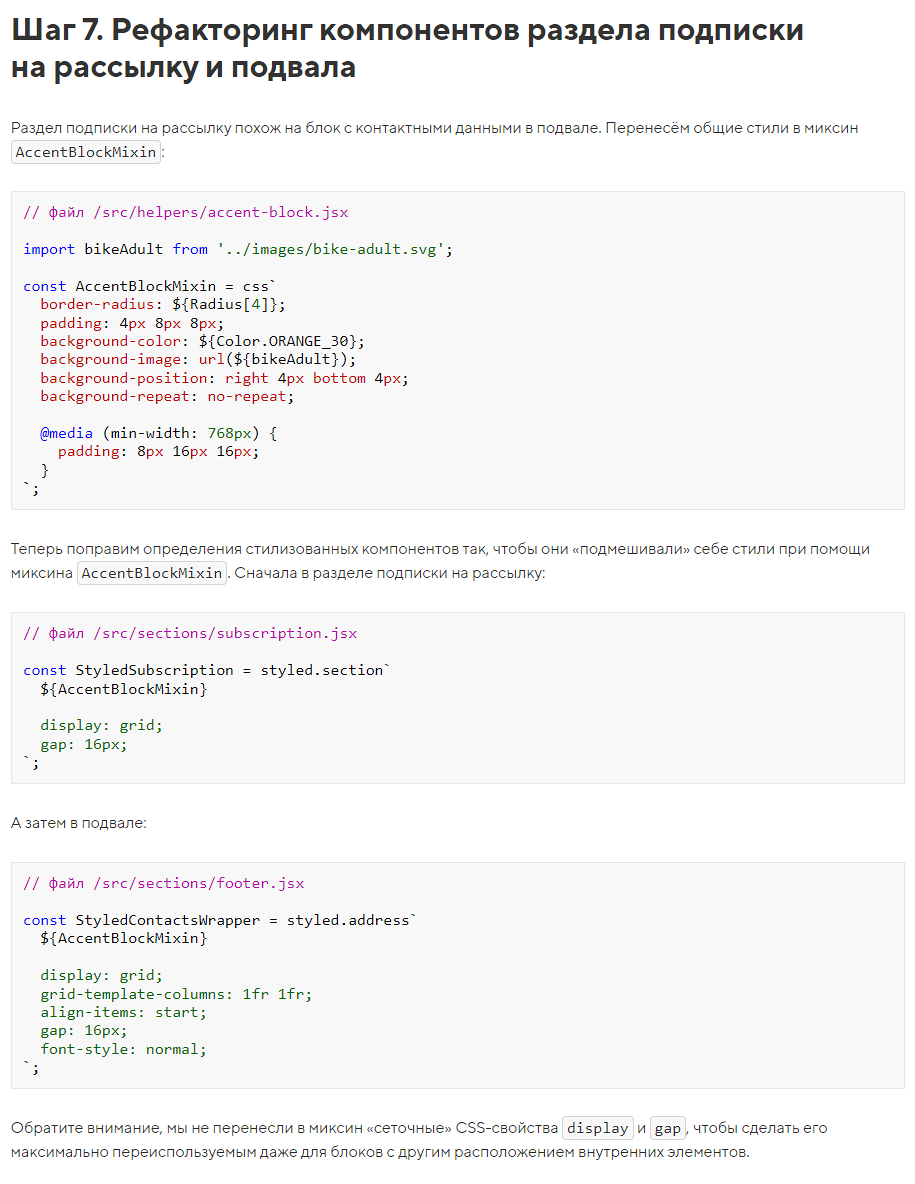 Шаг 7. Рефакторинг компонентов раздела подписки
на рассылку и подвала
Раздел подписки на рассылку похож на блок с контактными данными в подвале. Перенесём общие стили в миксин
AccentBlockMixin:
// файл /src/helpers/accent-block.jsx
import bikeAdult from '../images/bike-adult.svg';
const AccentBlockMixin = css`
  border-radius: ${Radius[4]};
  padding: 4px 8px 8px;
  background-color: ${Color.ORANGE_30};
  background-image: url(${bikeAdult});
  background-position: right 4px bottom 4px;
  background-repeat: no-repeat;
  @media (min-width: 768px) {
    padding: 8px 16px 16px;
  }
`;
Теперь поправим определения стилизованных компонентов так, чтобы они «подмешивали» себе стили при помощи
миксина AccentBlockMixin. Сначала в разделе подписки на рассылку:
// файл /src/sections/subscription.jsx
const StyledSubscription = styled.section`
  ${AccentBlockMixin}
  display: grid;
  gap: 16px;
`;
А затем в подвале:
// файл /src/sections/footer.jsx
const StyledContactsWrapper = styled.address`
  ${AccentBlockMixin}
  display: grid;
  grid-template-columns: 1fr 1fr;
  align-items: start;
  gap: 16px;
  font-style: normal;
`;
Обратите внимание, мы не перенесли в миксин «сеточные» CSS-свойства display и gap, чтобы сделать его
максимально переиспользуемым даже для блоков с другим расположением внутренних элементов.